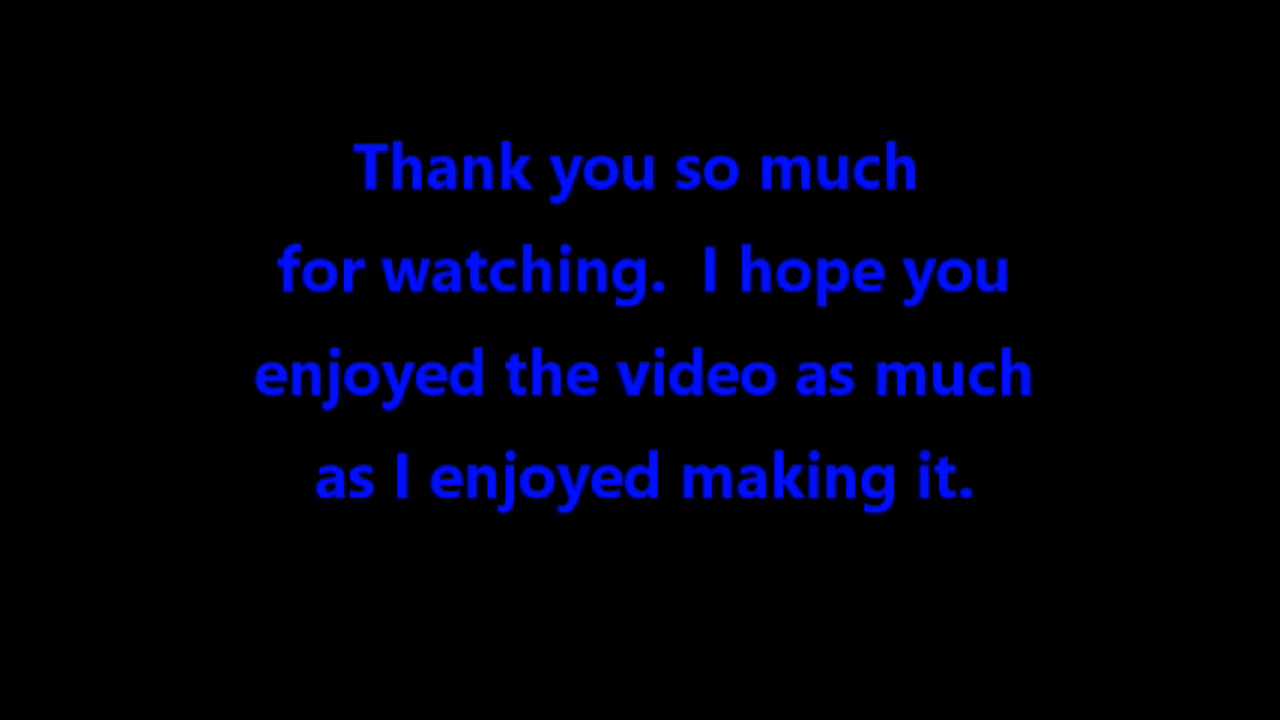 Thank you so much
for watching.  I hope you
enjoyed the video as much
as I enjoyed making it.